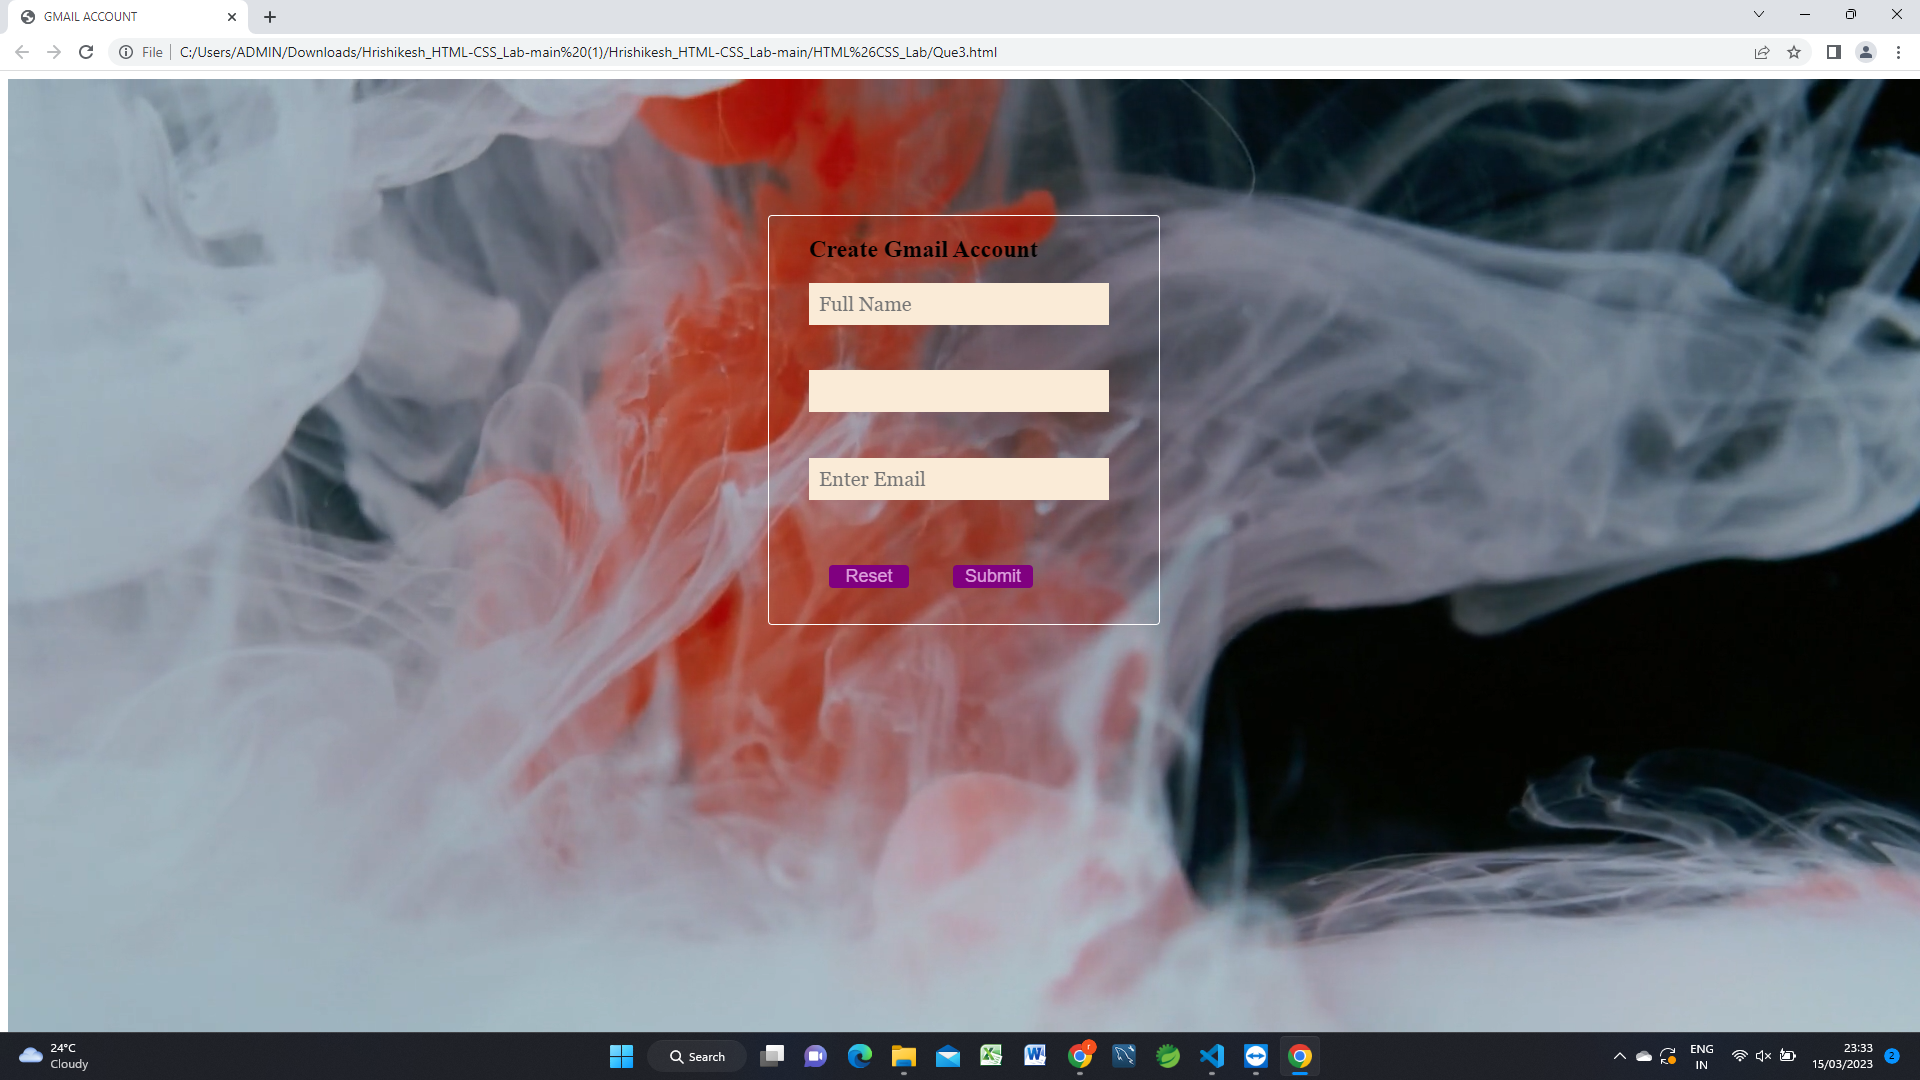 GMAIL ACCOUNT
File
C:/Users/ADMIN/Downloads/Hrishikesh_HTML-CSS_Lab-main%20(1)/Hrishikesh_HTML-CSS_Lab-main/HTML%26CSS_Lab/Que3.html
Create Gmail Account
Full Name
Enter Email
Reset Submit
24°C
Cloudy
Search
r
ENG
IN
23:33
15/03/2023
2